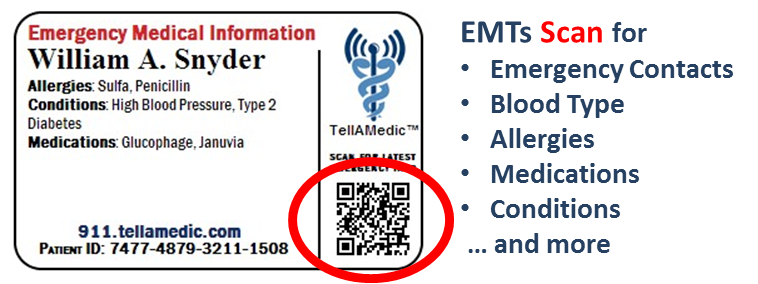 Emergency Medical Information
William A. Snyder
Allergies: Sulfa, Penicillin
Conditions: High Blood Pressure, Type 2
Diabetes
Medications: Glucophage, Januvia
911.tellamedic.com
PATIENT ID: 7477-4879-3211-1508
TellAMedic™
SCAN FOR LATEST
EMTs Scan for
• Emergency Contacts
• Blood Type
• Allergies
• Medications
• Conditions
... and more